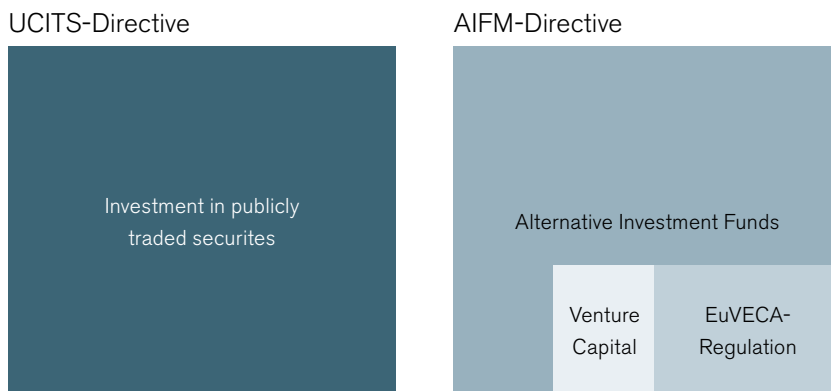 UCITS-Directive
Investment in publicly
traded securites
AIFM-Directive
Alternative Investment Funds
Venture
Capital
EuVECA-
Regulation